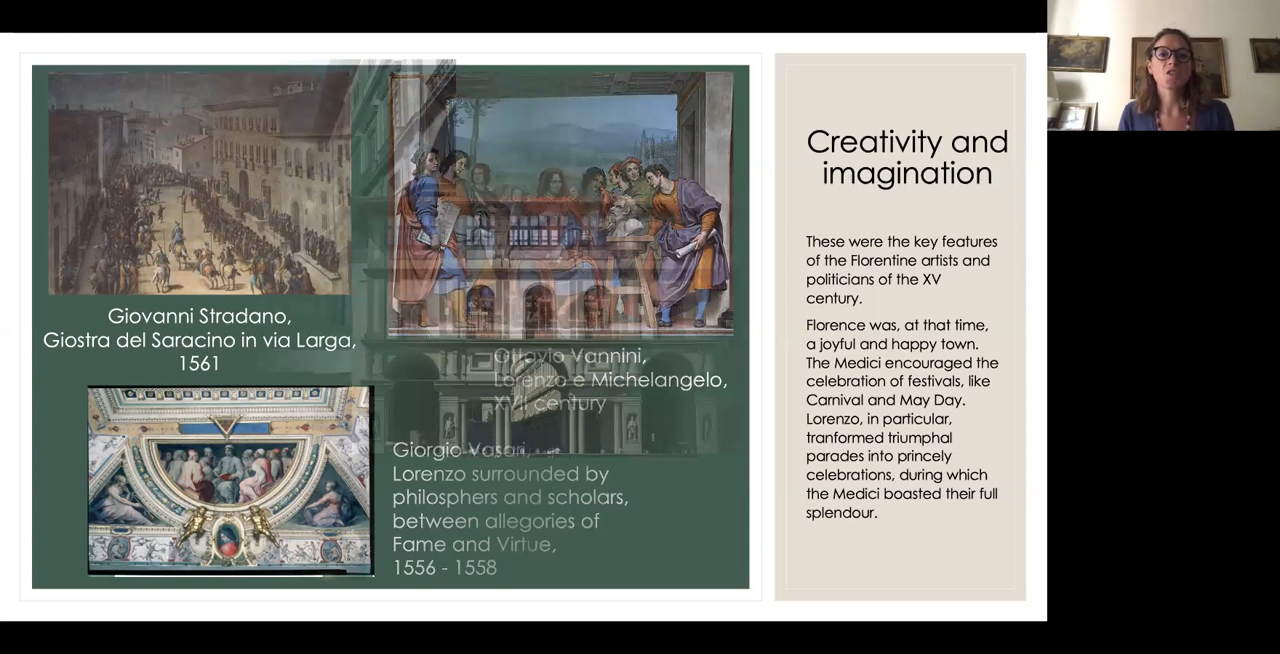 Giovanni Stradano,
Giostra del Saracino in via Larga,
1561
Ottavio Vannini,
Lorenzo e Michelangelo,
XVII century
Giorgio Vasari,
Lorenzo surrounded by
philosphers and scholars,
between allegories of
Fame and Virtue,
1556 - 1558
Creativity and
imagination
These were the key features
of the Florentine artists and
politicians of the XV
century.
Florence was, at that time,
a joyful and happy town.
The Medici encouraged the
celebration of festivals, like
Carnival and May Day.
Lorenzo, in particular,
tranformed triumphal
parades into princely
celebrations, during which
the Medici boasted their full
splendour.